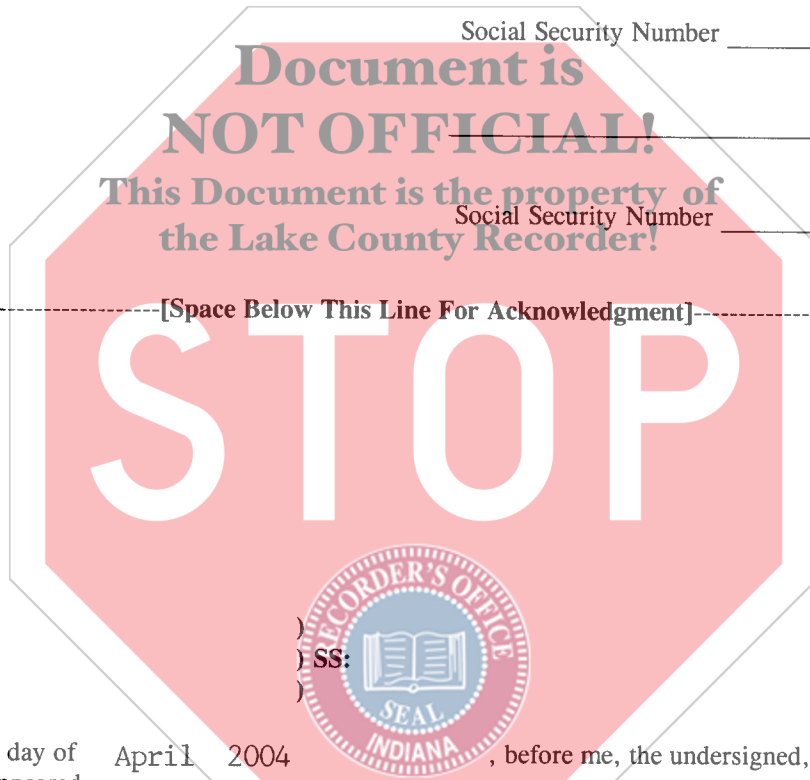 Social Security Number
Document is
NOT OFFICIAL!
This Document is the property of
Social Security Number
the Lake County Recorder!
[Space Below This Line For Acknowledgment]
STOP
RECORDER'S OFFICE
)
) SS:
)
SEAL
INDIANA
day of April 2004 , before me, the undersigned,